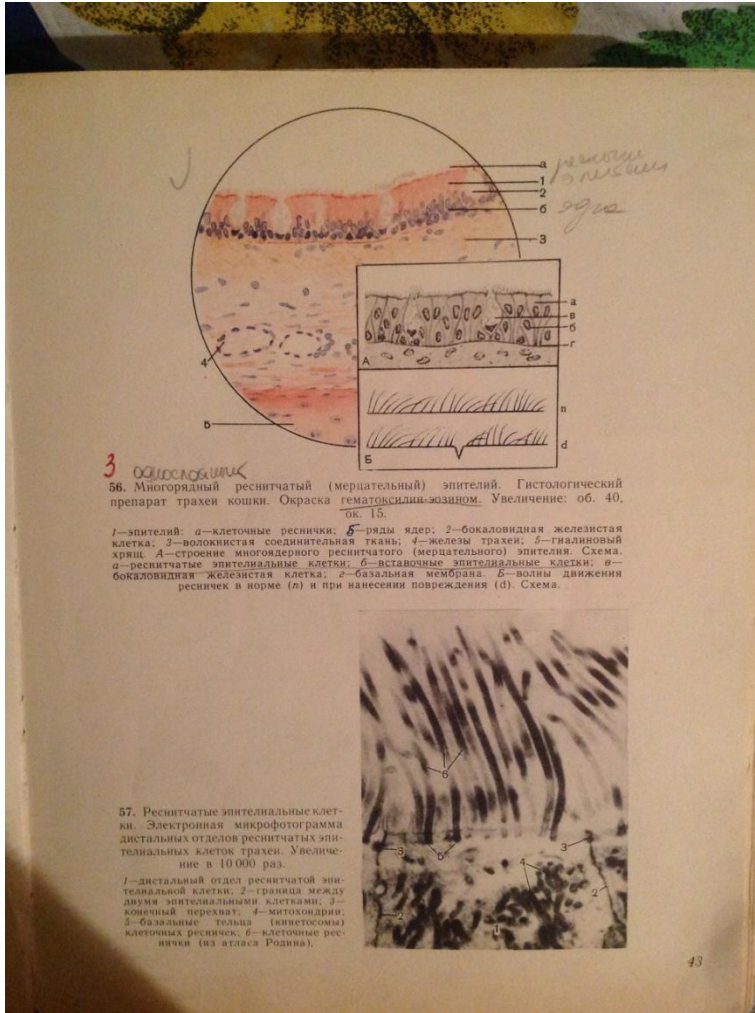 а
1
2
б
3
4
5
реснички
эпителия
ядра
а
в
б
г
А
n
d
Б
3 однослойник
56. Многорядный реснитчатый (мерцательный) эпителий. Гистологический
препарат трахеи кошки. Окраска гематоксилин-эозином. Увеличение: об. 40,
ок. 15.
1—эпителий: а—клеточные реснички; Б—ряды ядер; 2—бокаловидная железистая
клетка; 3—волокнистая соединительная ткань; 4—железы трахеи; 5—гиалиновый
хрящ. А—строение многоядерного реснитчатого (мерцательного) эпителия. Схема.
а—реснитчатые эпителиальные клетки; б—вставочные эпителиальные клетки; в—
бокаловидная железистая клетка; г—базальная мембрана. Б—волны движения
ресничек в норме (n) и при нанесении повреждения (d). Схема.
57. Реснитчатые эпителиальные клет-
ки. Электронная микрофотограмма
дистальных отделов реснитчатых эпи-
телиальных клеток трахеи. Увеличе-
ние в 10 000 раз.
1—дистальный отдел реснитчатой эпи-
телиальной клетки; 2—граница между
двумя эпителиальными клетками; 3—
конечный перехват; 4—митохондрии;
5—базальные тельца (кинетосомы)
клеточных ресничек; 6—клеточные рес-
нички (из атласа Родина).
6
3
5
4
3
2
2
1
43